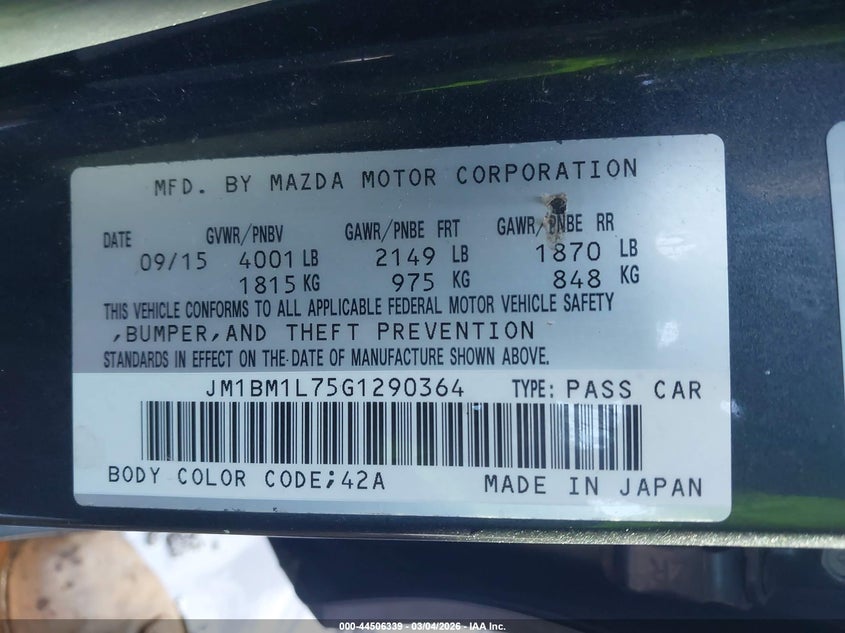 MFD. BY MAZDA MOTOR CORPORATION
DATE GVWR/PNBV GAWR/PNBE FRT GAWR/PNBE RR
09/15 4001 LB 2149 LB 1870 LB
1815 KG 975 KG 848 KG
THIS VEHICLE CONFORMS TO ALL APPLICABLE FEDERAL MOTOR VEHICLE SAFETY
,BUMPER,AND THEFT PREVENTION
STANDARDS IN EFFECT ON THE DATE OF MANUFACTURE SHOWN ABOVE.
JM1BM1L75G1290364 TYPE: PASS CAR
BODY COLOR CODE;42A MADE IN JAPAN
000-44506339 - 03/04/2026 - IAA Inc.